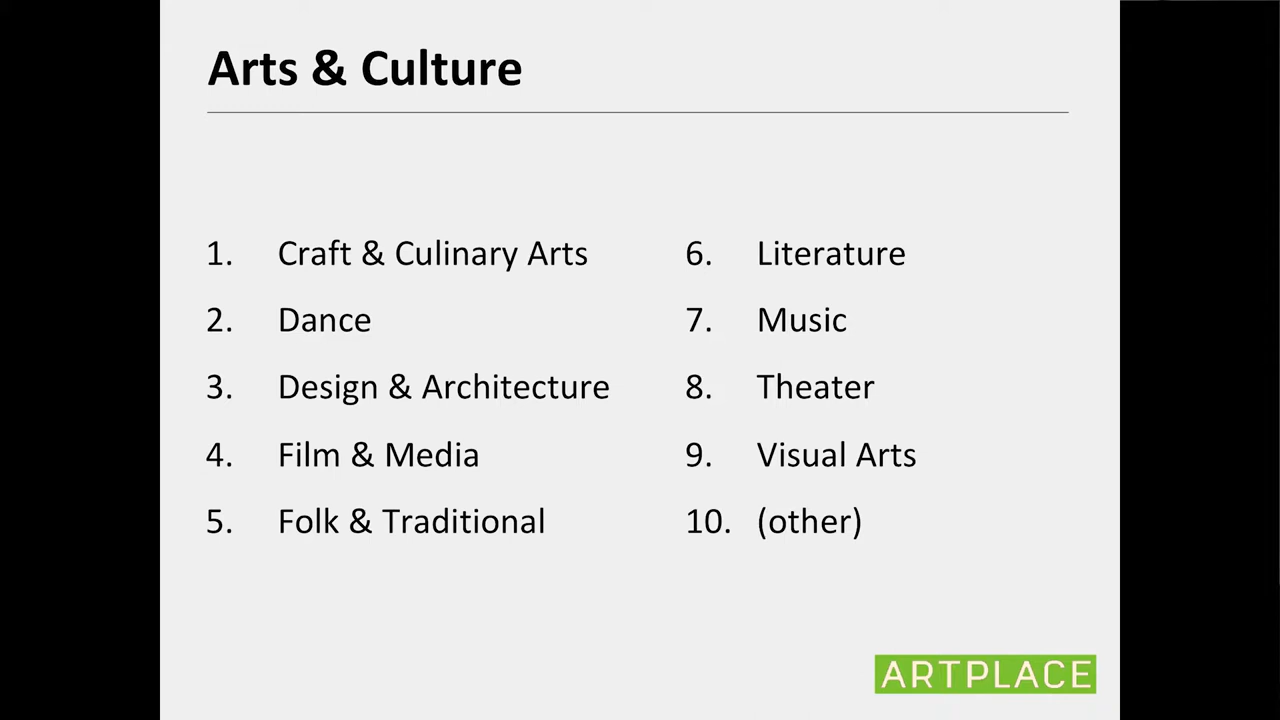 Arts & Culture
1. Craft & Culinary Arts
2. Dance
3. Design & Architecture
4. Film & Media
5. Folk & Traditional
6. Literature
7. Music
8. Theater
9. Visual Arts
10. (other)
ARTPLACE